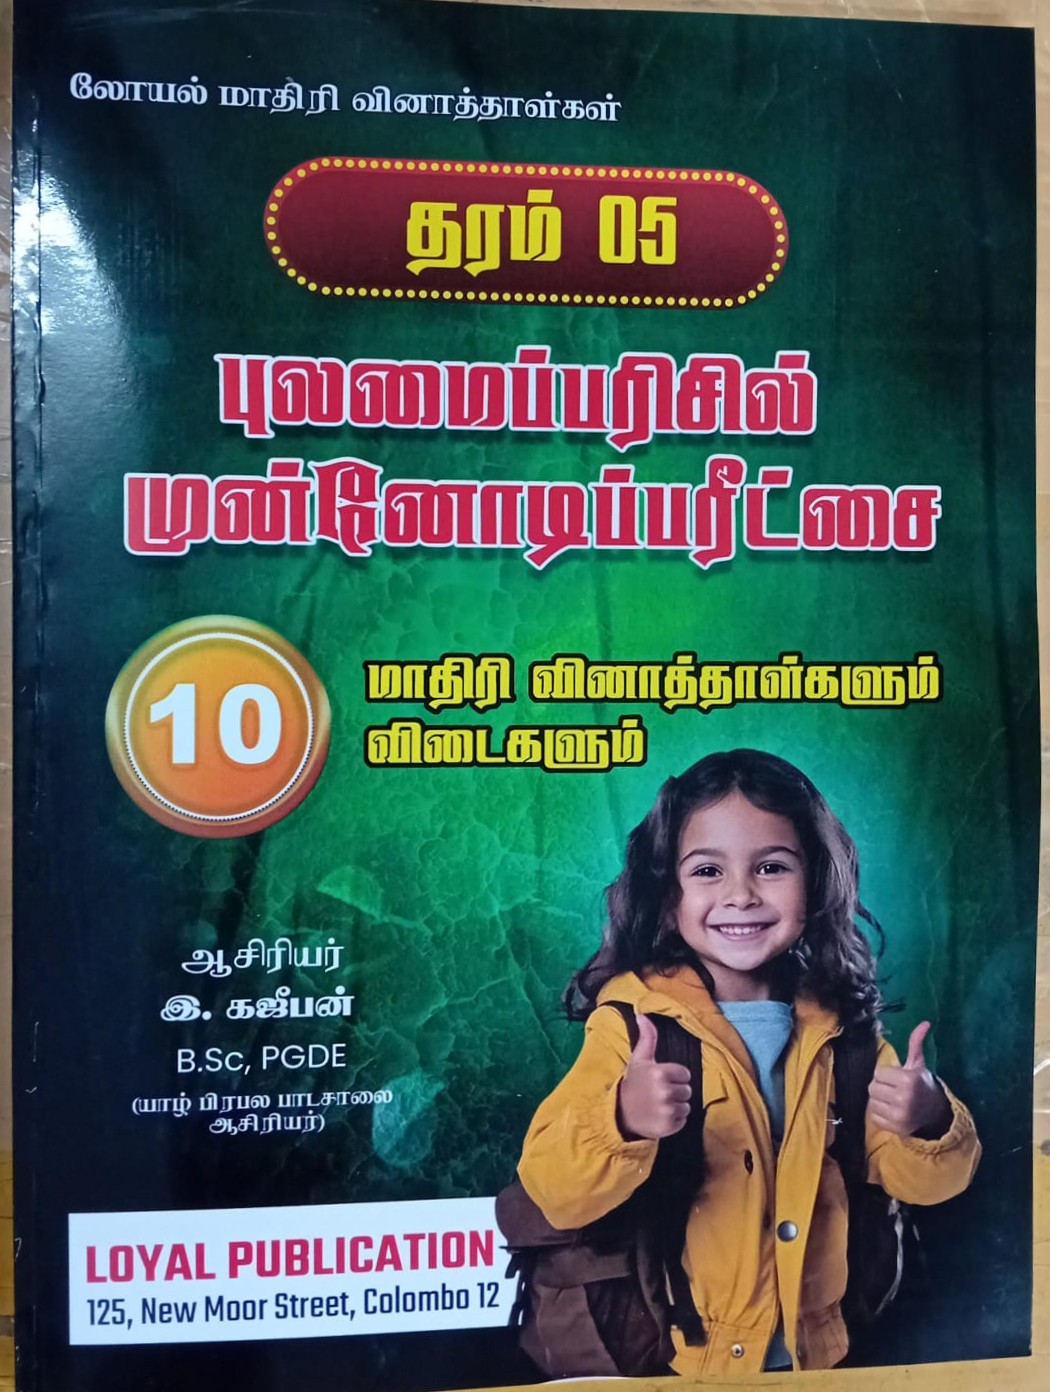 லோயல் மாதிரி வினாத்தாள்கள்
தரம் 05
புலமைப்பரிசில்
முன்னோடிப்பரீட்சை
10
மாதிரி வினாத்தாள்களும்
விடைகளும்
ஆசிரியர்
இ. கஜீபன்
B.Sc, PGDE
(யாழ் பிரபல பாடசாலை
ஆசிரியர்)
LOYAL PUBLICATION
125, New Moor Street, Colombo 12